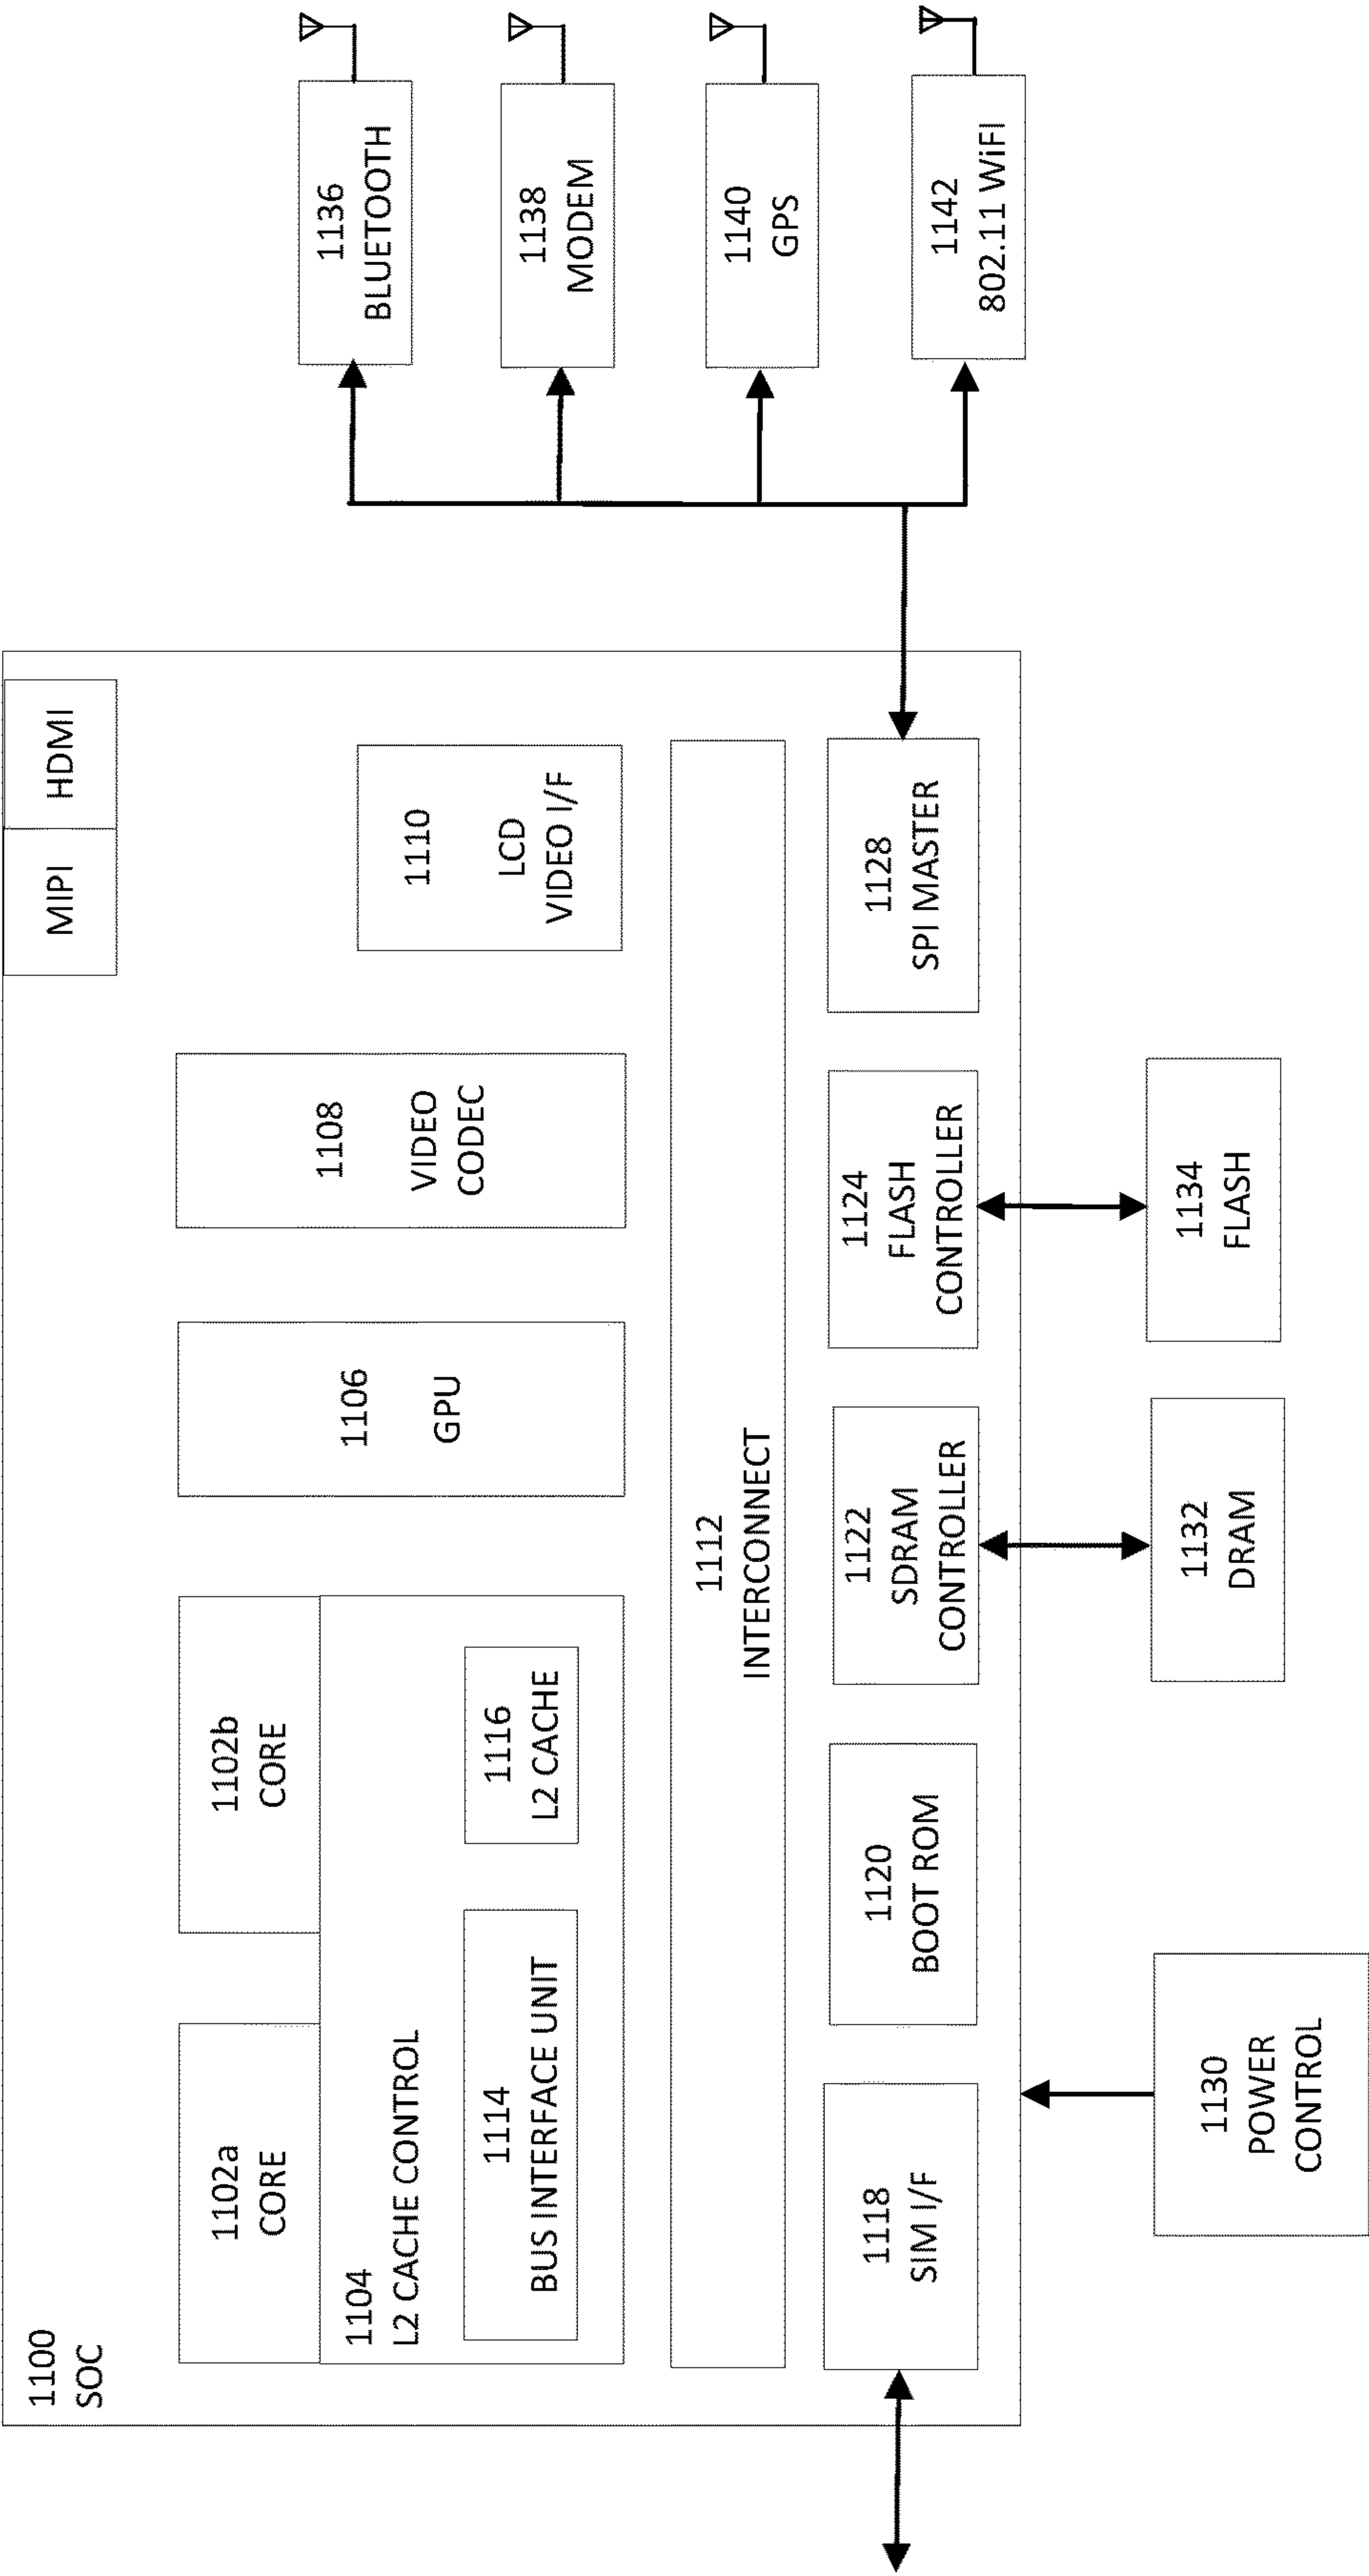 1100
SOC
MIPI
HDMI
1102a
CORE
1102b
CORE
1104
L2 CACHE CONTROL
1114
BUS INTERFACE UNIT
1116
L2 CACHE
1106
GPU
1108
VIDEO
CODEC
1110
LCD
VIDEO I/F
1112
INTERCONNECT
1118
SIM I/F
1120
BOOT ROM
1122
SDRAM
CONTROLLER
1124
FLASH
CONTROLLER
1128
SPI MASTER
1130
POWER
CONTROL
1132
DRAM
1134
FLASH
1136
BLUETOOTH
1138
MODEM
1140
GPS
1142
802.11 WiFI